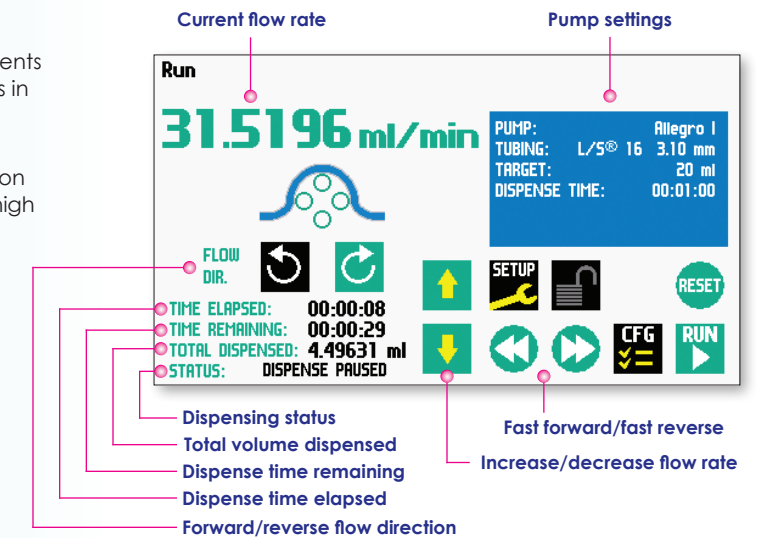 Current flow rate
Pump settings
ents
s in
on
high
Run
31.5196 ml/min
PUMP: Allegro I
TUBING: L/S® 16 3.10 mm
TARGET: 20 ml
DISPENSE TIME: 00:01:00
FLOW
DIR.
SETUP
RESET
TIME ELAPSED: 00:00:08
TIME REMAINING: 00:00:29
TOTAL DISPENSED: 4.49631 ml
STATUS: DISPENSE PAUSED
CFG
RUN
Dispensing status
Total volume dispensed
Dispense time remaining
Dispense time elapsed
Forward/reverse flow direction
Fast forward/fast reverse
Increase/decrease flow rate